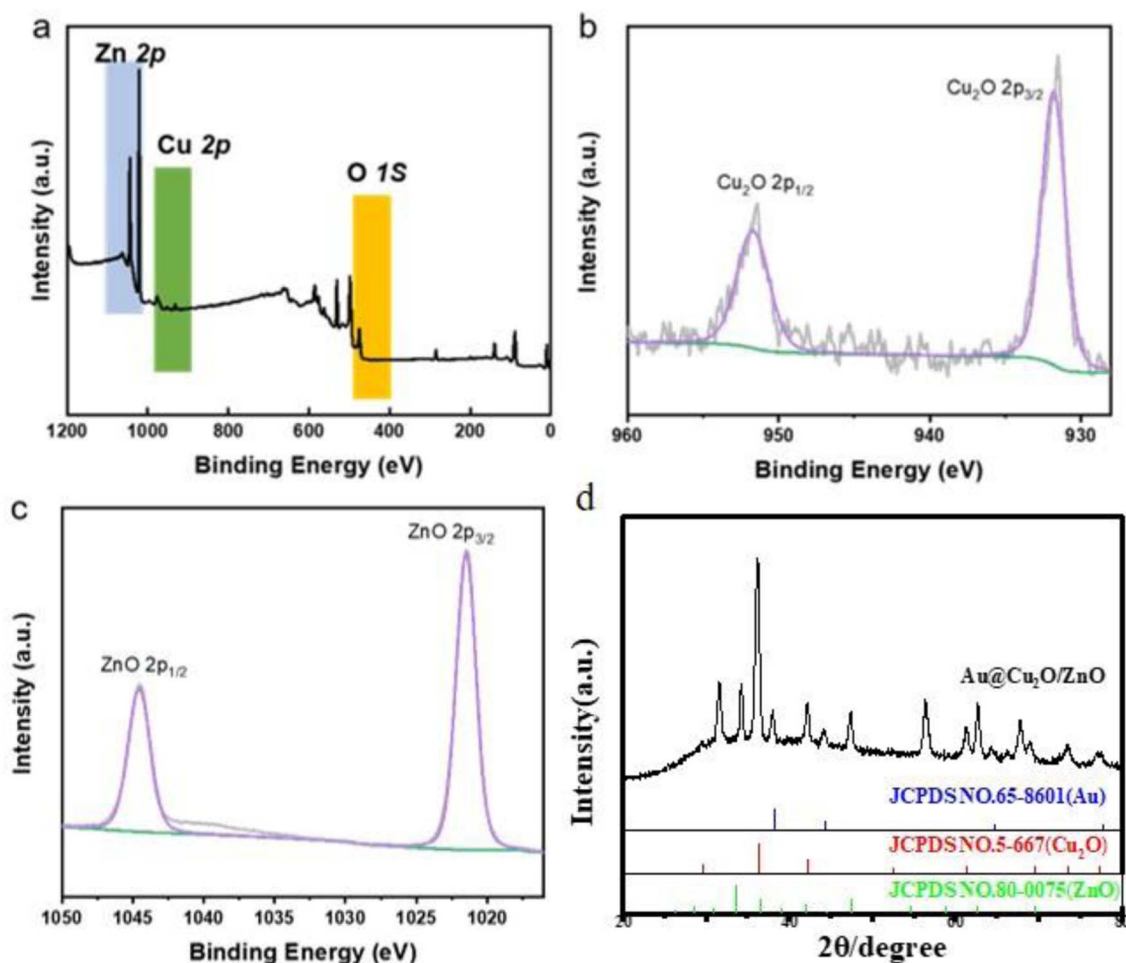 a
Zn 2p
Cu 2p
O 1S
Intensity (a.u.)
1200 1000 800 600 400 200 0
Binding Energy (eV)
b
Cu₂O 2p₃/₂
Cu₂O 2p₁/₂
Intensity (a.u.)
960 950 940 930
Binding Energy (eV)
c
ZnO 2p₃/₂
ZnO 2p₁/₂
Intensity (a.u.)
1050 1045 1040 1035 1030 1025 1020
Binding Energy (eV)
d
Au@Cu₂O/ZnO
JCPDS NO.65-8601(Au)
JCPDS NO.5-667(Cu₂O)
JCPDS NO.80-0075(ZnO)
Intensity(a.u.)
20 40 60 80
2θ/degree